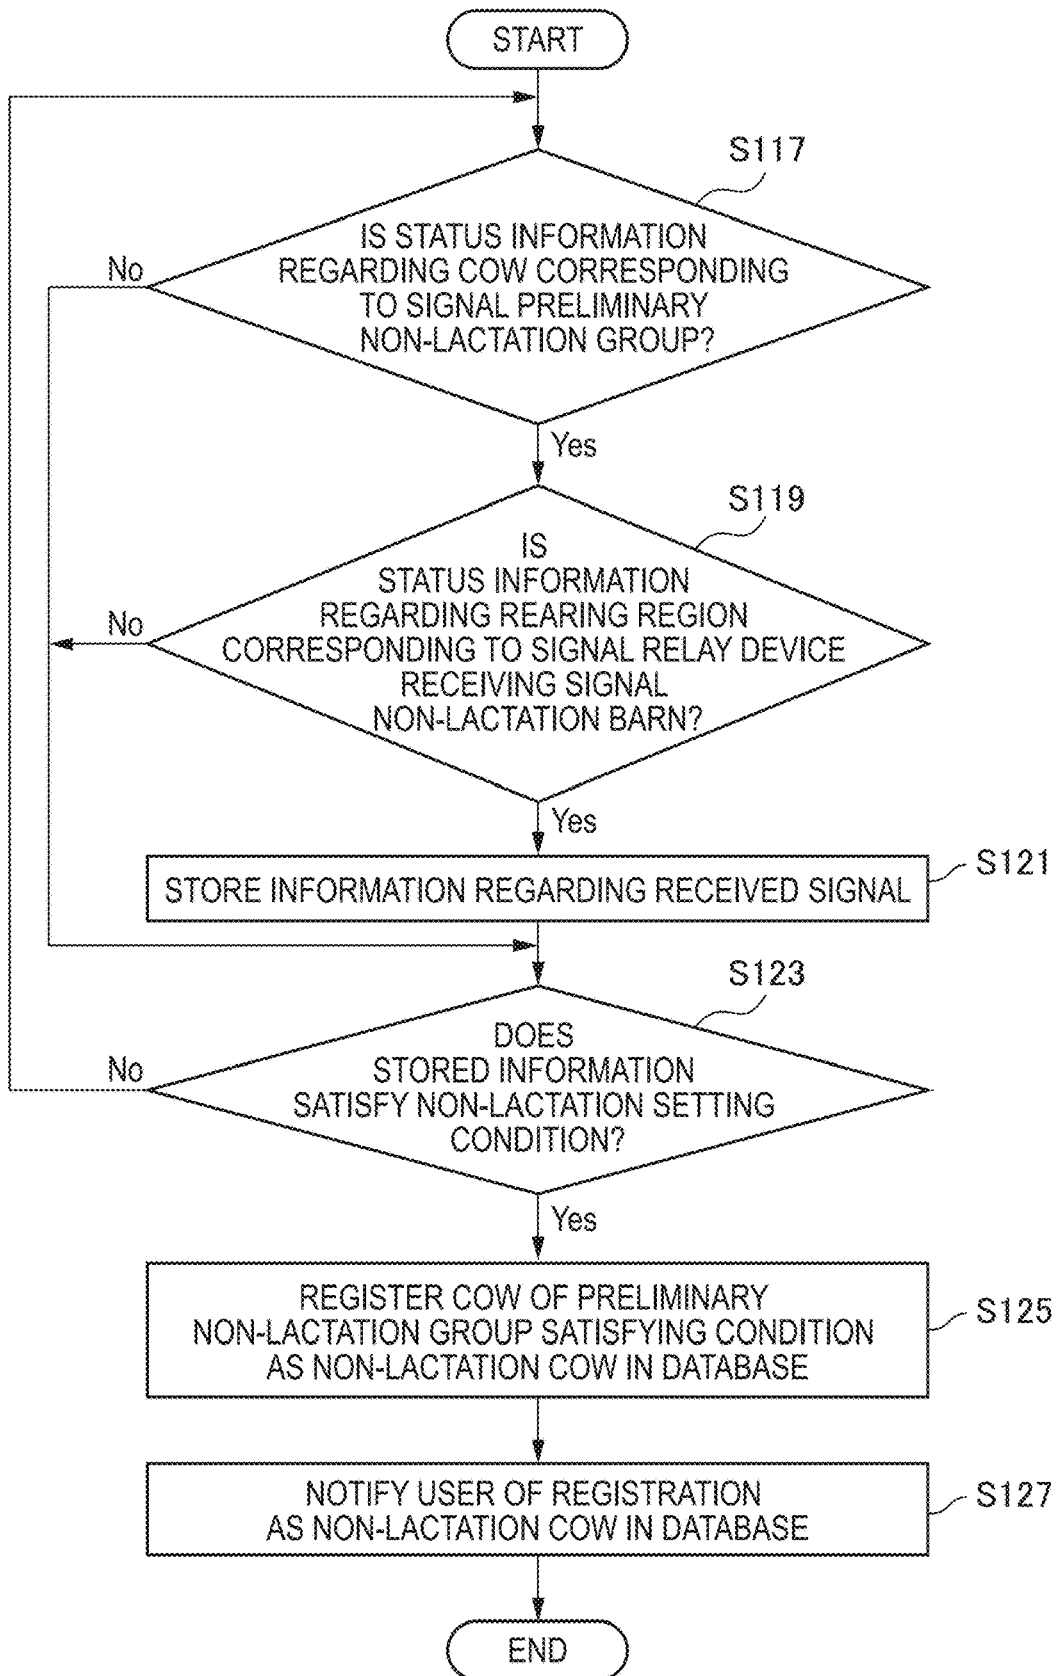 START
S117
IS STATUS INFORMATION
REGARDING COW CORRESPONDING
TO SIGNAL PRELIMINARY
NON-LACTATION GROUP?
No
Yes
S119
IS
STATUS INFORMATION
REGARDING REARING REGION
CORRESPONDING TO SIGNAL RELAY DEVICE
RECEIVING SIGNAL
NON-LACTATION BARN?
No
Yes
STORE INFORMATION REGARDING RECEIVED SIGNAL
S121
S123
DOES
STORED INFORMATION
SATISFY NON-LACTATION SETTING
CONDITION?
No
Yes
REGISTER COW OF PRELIMINARY
NON-LACTATION GROUP SATISFYING CONDITION
AS NON-LACTATION COW IN DATABASE
S125
NOTIFY USER OF REGISTRATION
AS NON-LACTATION COW IN DATABASE
S127
END